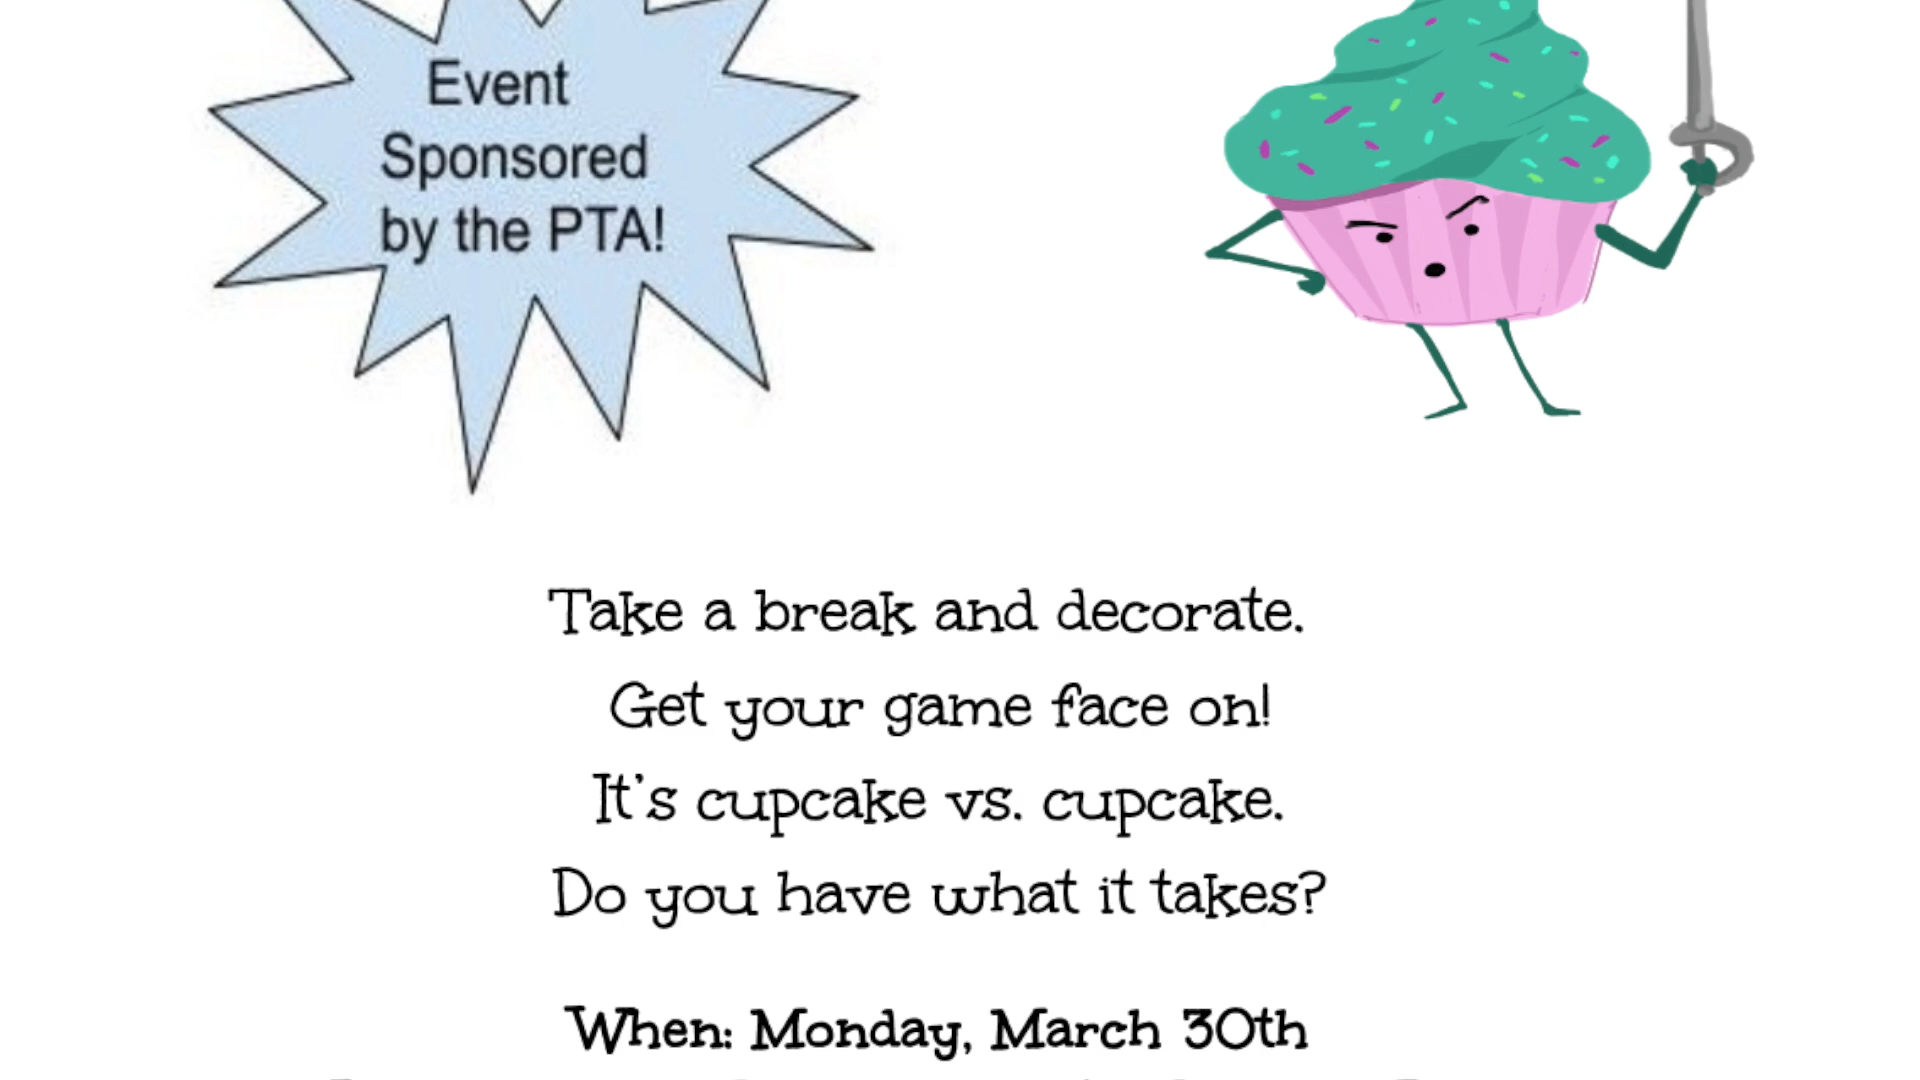 Event
Sponsored
by the PTA!
Take a break and decorate.
Get your game face on!
It's cupcake vs. cupcake.
Do you have what it takes?
When: Monday, March 30th